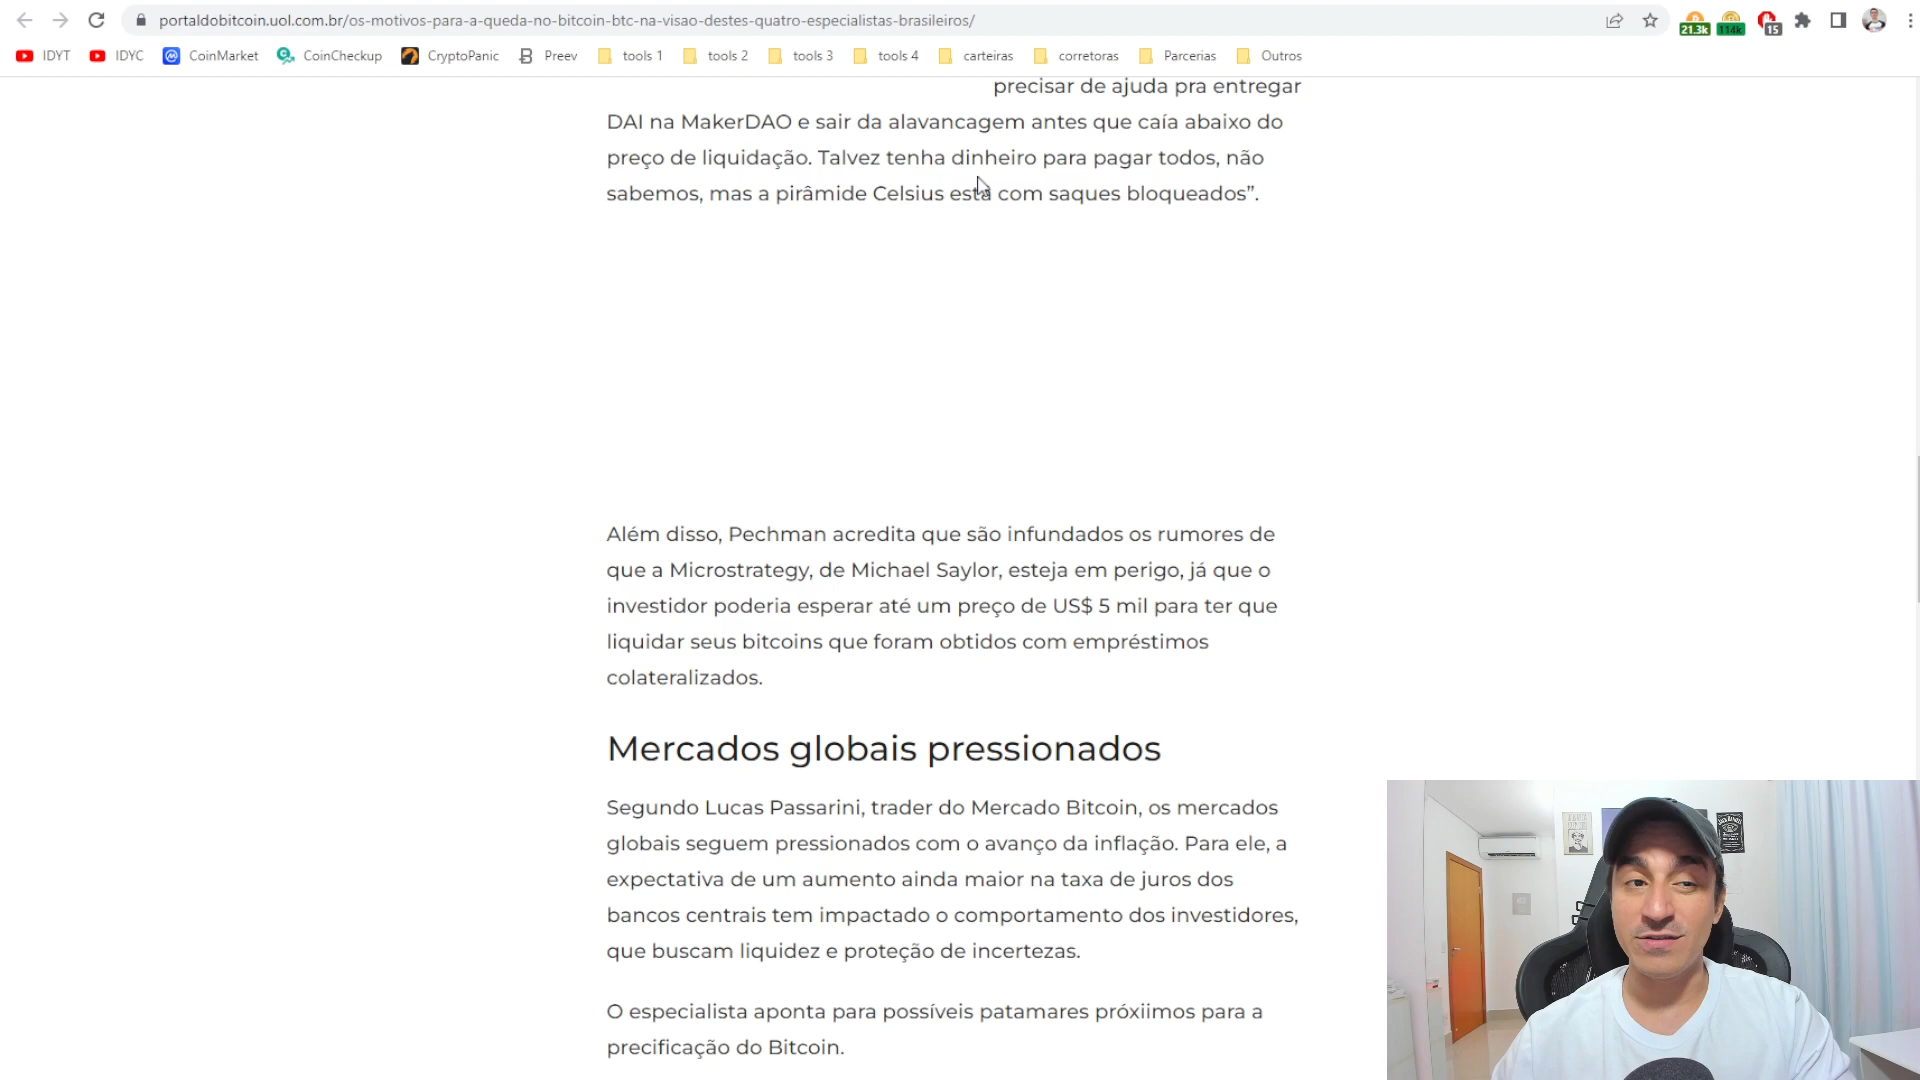 portaldobitcoin.uol.com.br/os-motivos-para-a-queda-no-bitcoin-btc-na-visao-destes-quatro-especialistas-brasileiros/
21.3k
114k
15
IDYT
IDYC
CoinMarket
CoinCheckup
CryptoPanic
Preev
tools 1
tools 2
tools 3
tools 4
carteiras
corretoras
Parcerias
Outros
precisar de ajuda pra entregar
DAI na MakerDAO e sair da alavancagem antes que caía abaixo do
preço de liquidação. Talvez tenha dinheiro para pagar todos, não
sabemos, mas a pirâmide Celsius está com saques bloqueados”.
Além disso, Pechman acredita que são infundados os rumores de
que a Microstrategy, de Michael Saylor, esteja em perigo, já que o
investidor poderia esperar até um preço de US$ 5 mil para ter que
liquidar seus bitcoins que foram obtidos com empréstimos
colateralizados.
Mercados globais pressionados
Segundo Lucas Passarini, trader do Mercado Bitcoin, os mercados
globais seguem pressionados com o avanço da inflação. Para ele, a
expectativa de um aumento ainda maior na taxa de juros dos
bancos centrais tem impactado o comportamento dos investidores,
que buscam liquidez e proteção de incertezas.
O especialista aponta para possíveis patamares próxiimos para a
precificação do Bitcoin.